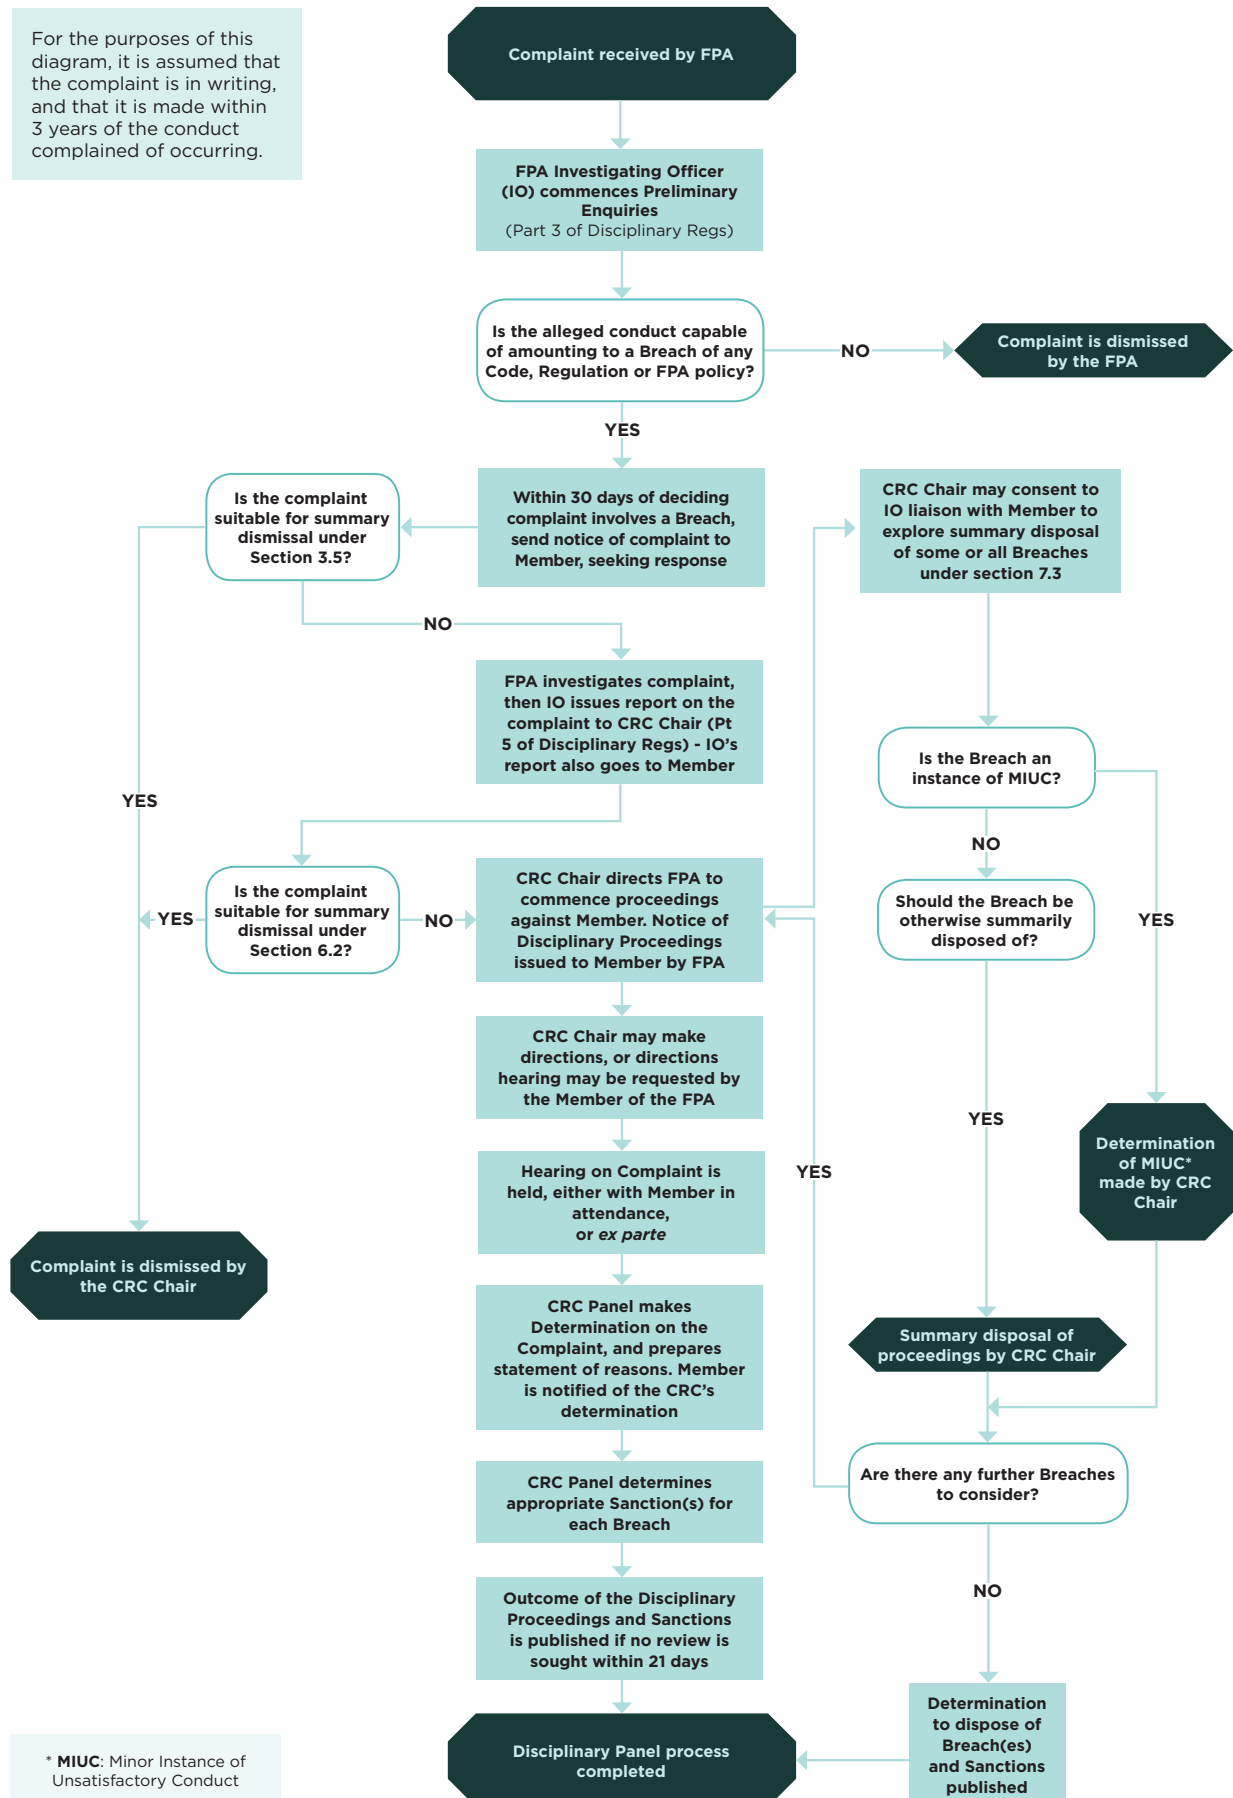 For the purposes of this
diagram, it is assumed that
the complaint is in writing,
and that it is made within
3 years of the conduct
complained of occurring.
Complaint received by FPA
FPA Investigating Officer
(IO) commences Preliminary
Enquiries
(Part 3 of Disciplinary Regs)
Is the alleged conduct capable
of amounting to a Breach of any
Code, Regulation or FPA policy?
NO
Complaint is dismissed
by the FPA
YES
Is the complaint
suitable for summary
dismissal under
Section 3.5?
Within 30 days of deciding
complaint involves a Breach,
send notice of complaint to
Member, seeking response
CRC Chair may consent to
IO liaison with Member to
explore summary disposal
of some or all Breaches
under section 7.3
NO
FPA investigates complaint,
then IO issues report on the
complaint to CRC Chair (Pt
5 of Disciplinary Regs) - IO's
report also goes to Member
Is the Breach an
instance of MIUC?
YES
NO
Is the complaint
suitable for summary
dismissal under
Section 6.2?
YES
NO
CRC Chair directs FPA to
commence proceedings
against Member. Notice of
Disciplinary Proceedings
issued to Member by FPA
Should the Breach be
otherwise summarily
disposed of?
YES
CRC Chair may make
directions, or directions
hearing may be requested by
the Member of the FPA
YES
Determination
of MIUC*
made by CRC
Chair
Hearing on Complaint is
held, either with Member in
attendance,
or ex parte
YES
Complaint is dismissed by
the CRC Chair
CRC Panel makes
Determination on the
Complaint, and prepares
statement of reasons. Member
is notified of the CRC's
determination
Summary disposal of
proceedings by CRC Chair
CRC Panel determines
appropriate Sanction(s) for
each Breach
Are there any further Breaches
to consider?
NO
Outcome of the Disciplinary
Proceedings and Sanctions
is published if no review is
sought within 21 days
Determination
to dispose of
Breach(es)
and Sanctions
published
Disciplinary Panel process
completed
* MIUC: Minor Instance of
Unsatisfactory Conduct